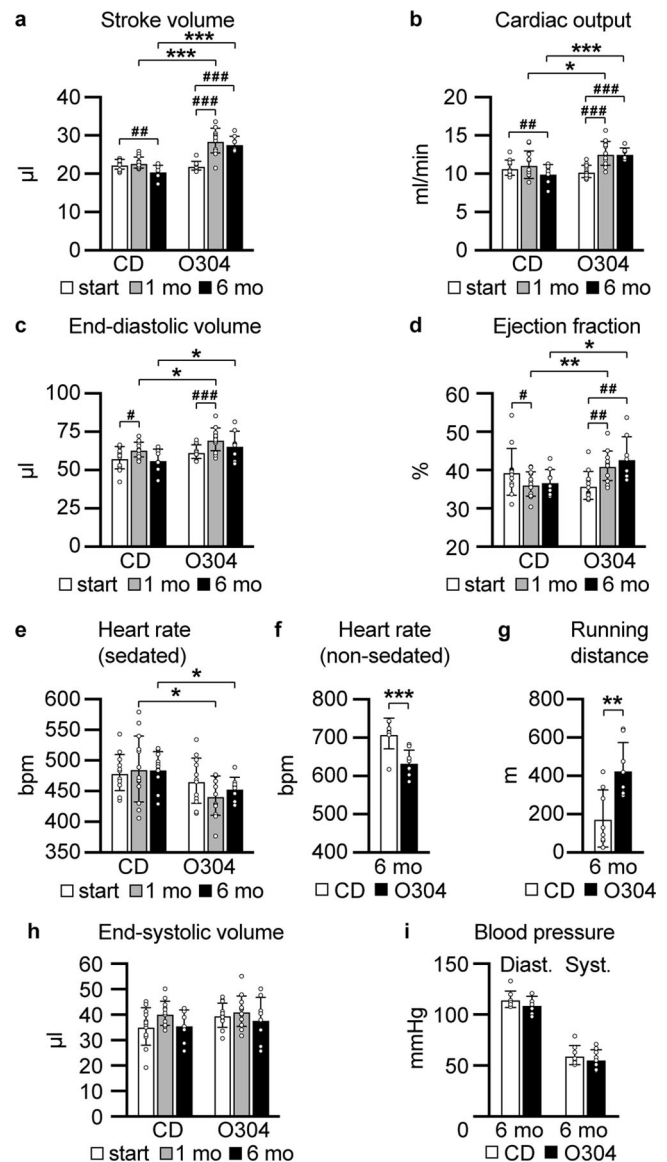 a Stroke volume
*** 
***
###
## ###
40
30
20
10
0
µl
CD O304
start 1 mo 6 mo
b Cardiac output
***
*
###
## ###
20
15
10
5
0
ml/min
CD O304
start 1 mo 6 mo
c End-diastolic volume
*
*
# ###
100
75
50
25
0
µl
CD O304
start 1 mo 6 mo
d Ejection fraction
*
**
# ##
##
60
50
40
30
20
%
CD O304
start 1 mo 6 mo
e Heart rate
(sedated)
*
*
600
550
500
450
400
350
bpm
CD O304
start 1 mo 6 mo
f Heart rate
(non-sedated)
***
800
700
600
500
400
bpm
6 mo
CD O304
g Running
distance
**
800
600
400
200
0
m
6 mo
CD O304
h End-systolic volume
60
50
40
30
20
10
0
µl
CD O304
start 1 mo 6 mo
i Blood pressure
Diast. Syst.
150
100
50
0
mmHg
6 mo 6 mo
CD O304